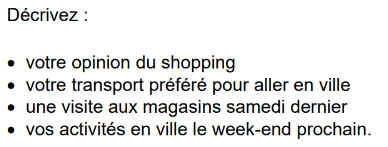 Décrivez :
• votre opinion du shopping
• votre transport préféré pour aller en ville
• une visite aux magasins samedi dernier
• vos activités en ville le week-end prochain.